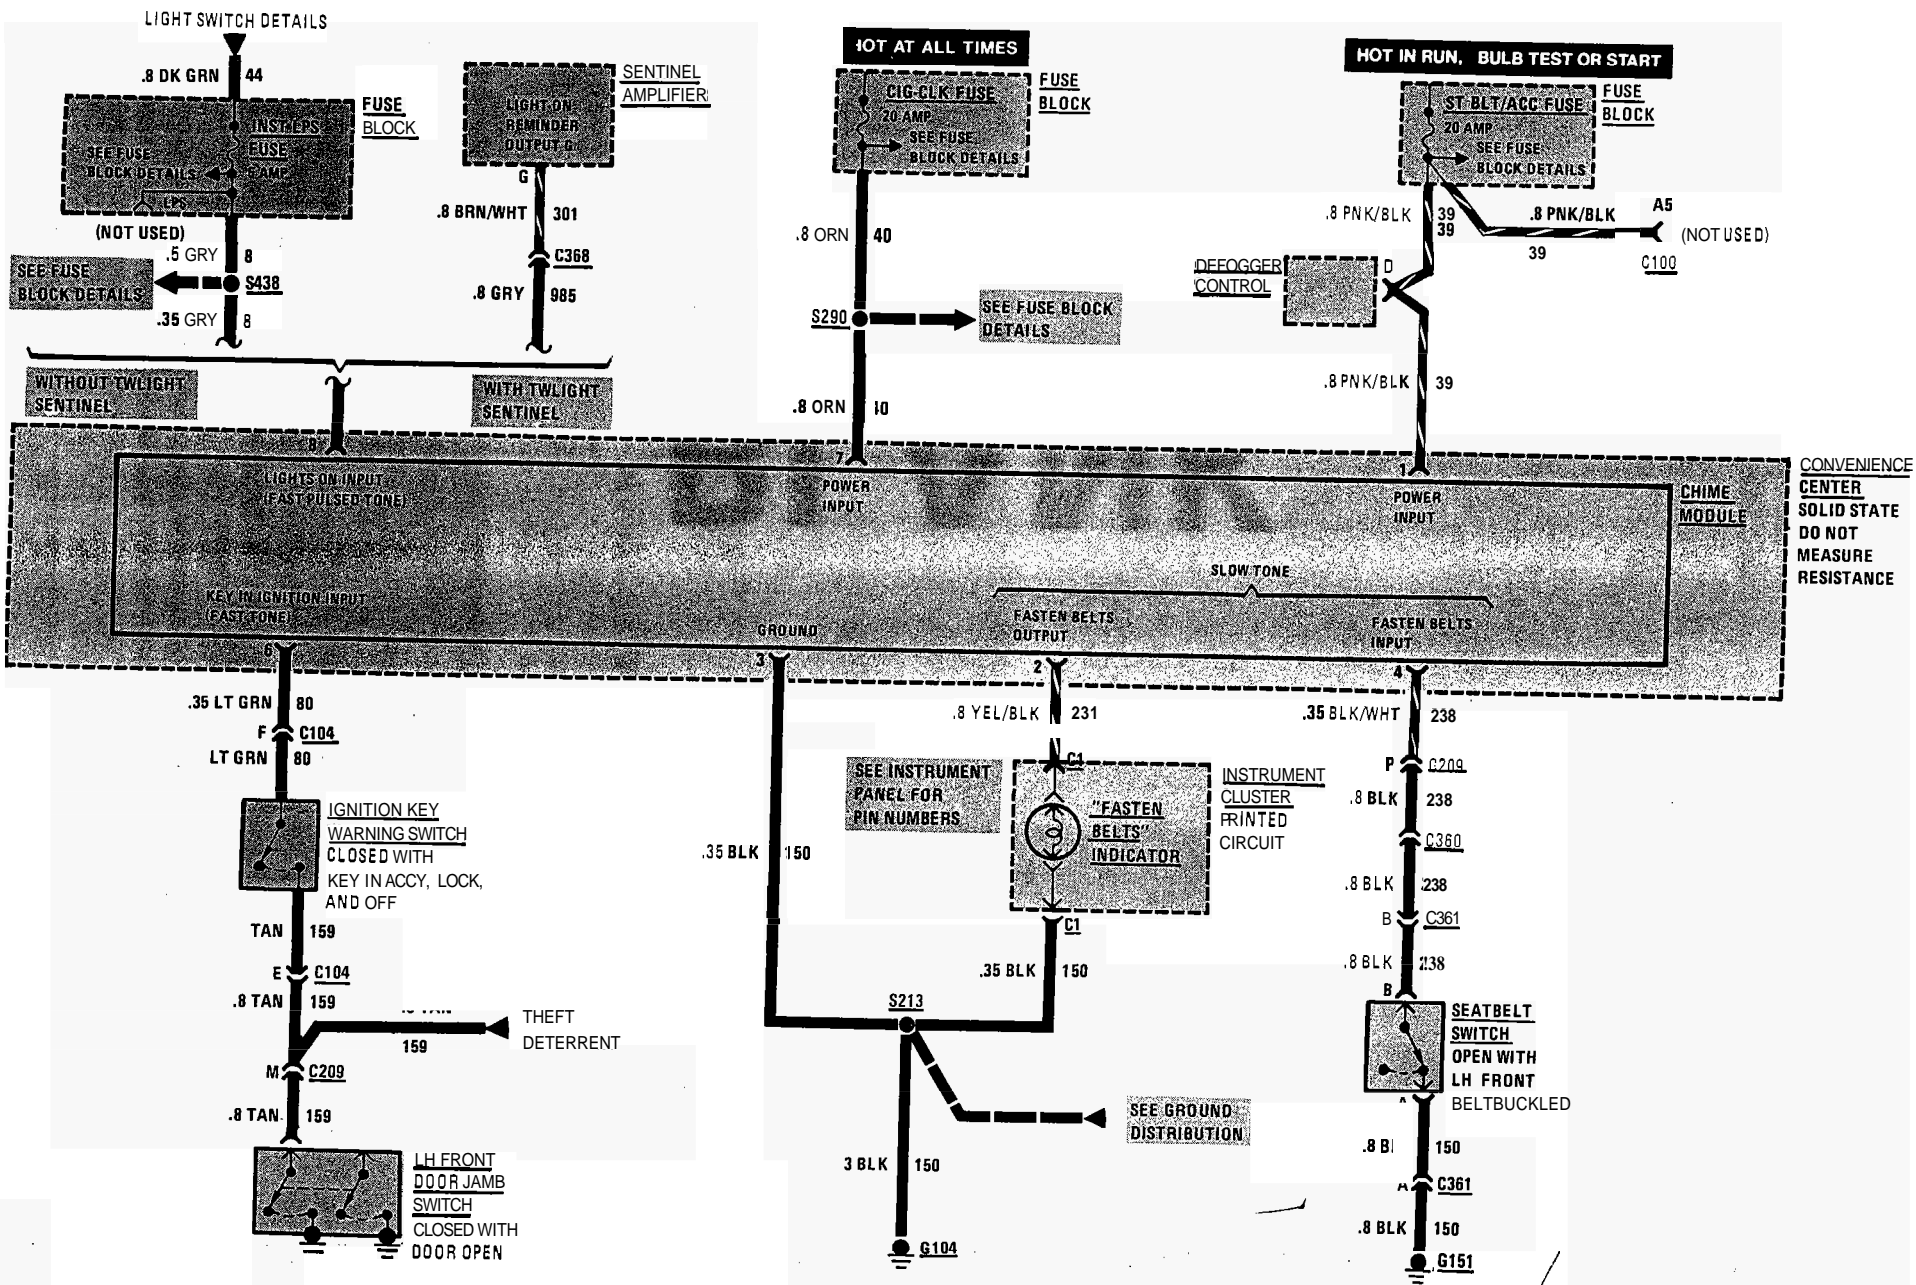 LIGHT SWITCH DETAILS
.8 DK GRN
44
FUSE
BLOCK
INST LPS
FUSE
5 AMP
SEE FUSE
BLOCK DETAILS
LPS
(NOT USED)
.5 GRY
8
SEE FUSE
BLOCK DETAILS
S438
.35 GRY
8
SENTINEL
AMPLIFIER
LIGHT ON
REMINDER
OUTPUT G
G
.8 BRN/WHT
301
C368
.8 GRY
985
WITHOUT TWLIGHT
SENTINEL
WITH TWLIGHT
SENTINEL
HOT AT ALL TIMES
CIG-CLK FUSE
20 AMP
SEE FUSE
BLOCK DETAILS
FUSE
BLOCK
.8 ORN
40
S290
SEE FUSE BLOCK
DETAILS
.8 ORN
40
HOT IN RUN, BULB TEST OR START
ST BLT/ACC FUSE
20 AMP
SEE FUSE
BLOCK DETAILS
FUSE
BLOCK
.8 PNK/BLK
39
39
.8 PNK/BLK
39
A5
(NOT USED)
C100
DEFOGGER
CONTROL
D
.8 PNK/BLK
39
8
LIGHTS ON INPUT
(FAST PULSED TONE)
7
POWER
INPUT
1
POWER
INPUT
CHIME
MODULE
CONVENIENCE
CENTER
SOLID STATE
DO NOT
MEASURE
RESISTANCE
SLOW TONE
KEY IN IGNITION INPUT
(FAST TONE)
GROUND
FASTEN BELTS
OUTPUT
FASTEN BELTS
INPUT
6
3
2
4
.35 LT GRN
80
F
C104
LT GRN
80
IGNITION KEY
WARNING SWITCH
CLOSED WITH
KEY IN ACCY, LOCK,
AND OFF
TAN
159
E
C104
.8 TAN
159
159
THEFT
DETERRENT
M
C209
.8 TAN
159
LH FRONT
DOOR JAMB
SWITCH
CLOSED WITH
DOOR OPEN
.35 BLK
150
.8 YEL/BLK
231
C1
SEE INSTRUMENT
PANEL FOR
PIN NUMBERS
"FASTEN
BELTS"
INDICATOR
INSTRUMENT
CLUSTER
PRINTED
CIRCUIT
C1
.35 BLK
150
S213
SEE GROUND
DISTRIBUTION
3 BLK
150
G104
.35 BLK/WHT
238
P
C209
.8 BLK
238
C360
.8 BLK
238
B
C361
.8 BLK
238
B
SEATBELT
SWITCH
OPEN WITH
LH FRONT
BELTBUCKLED
A
.8 B
150
A
C361
.8 BLK
150
G151